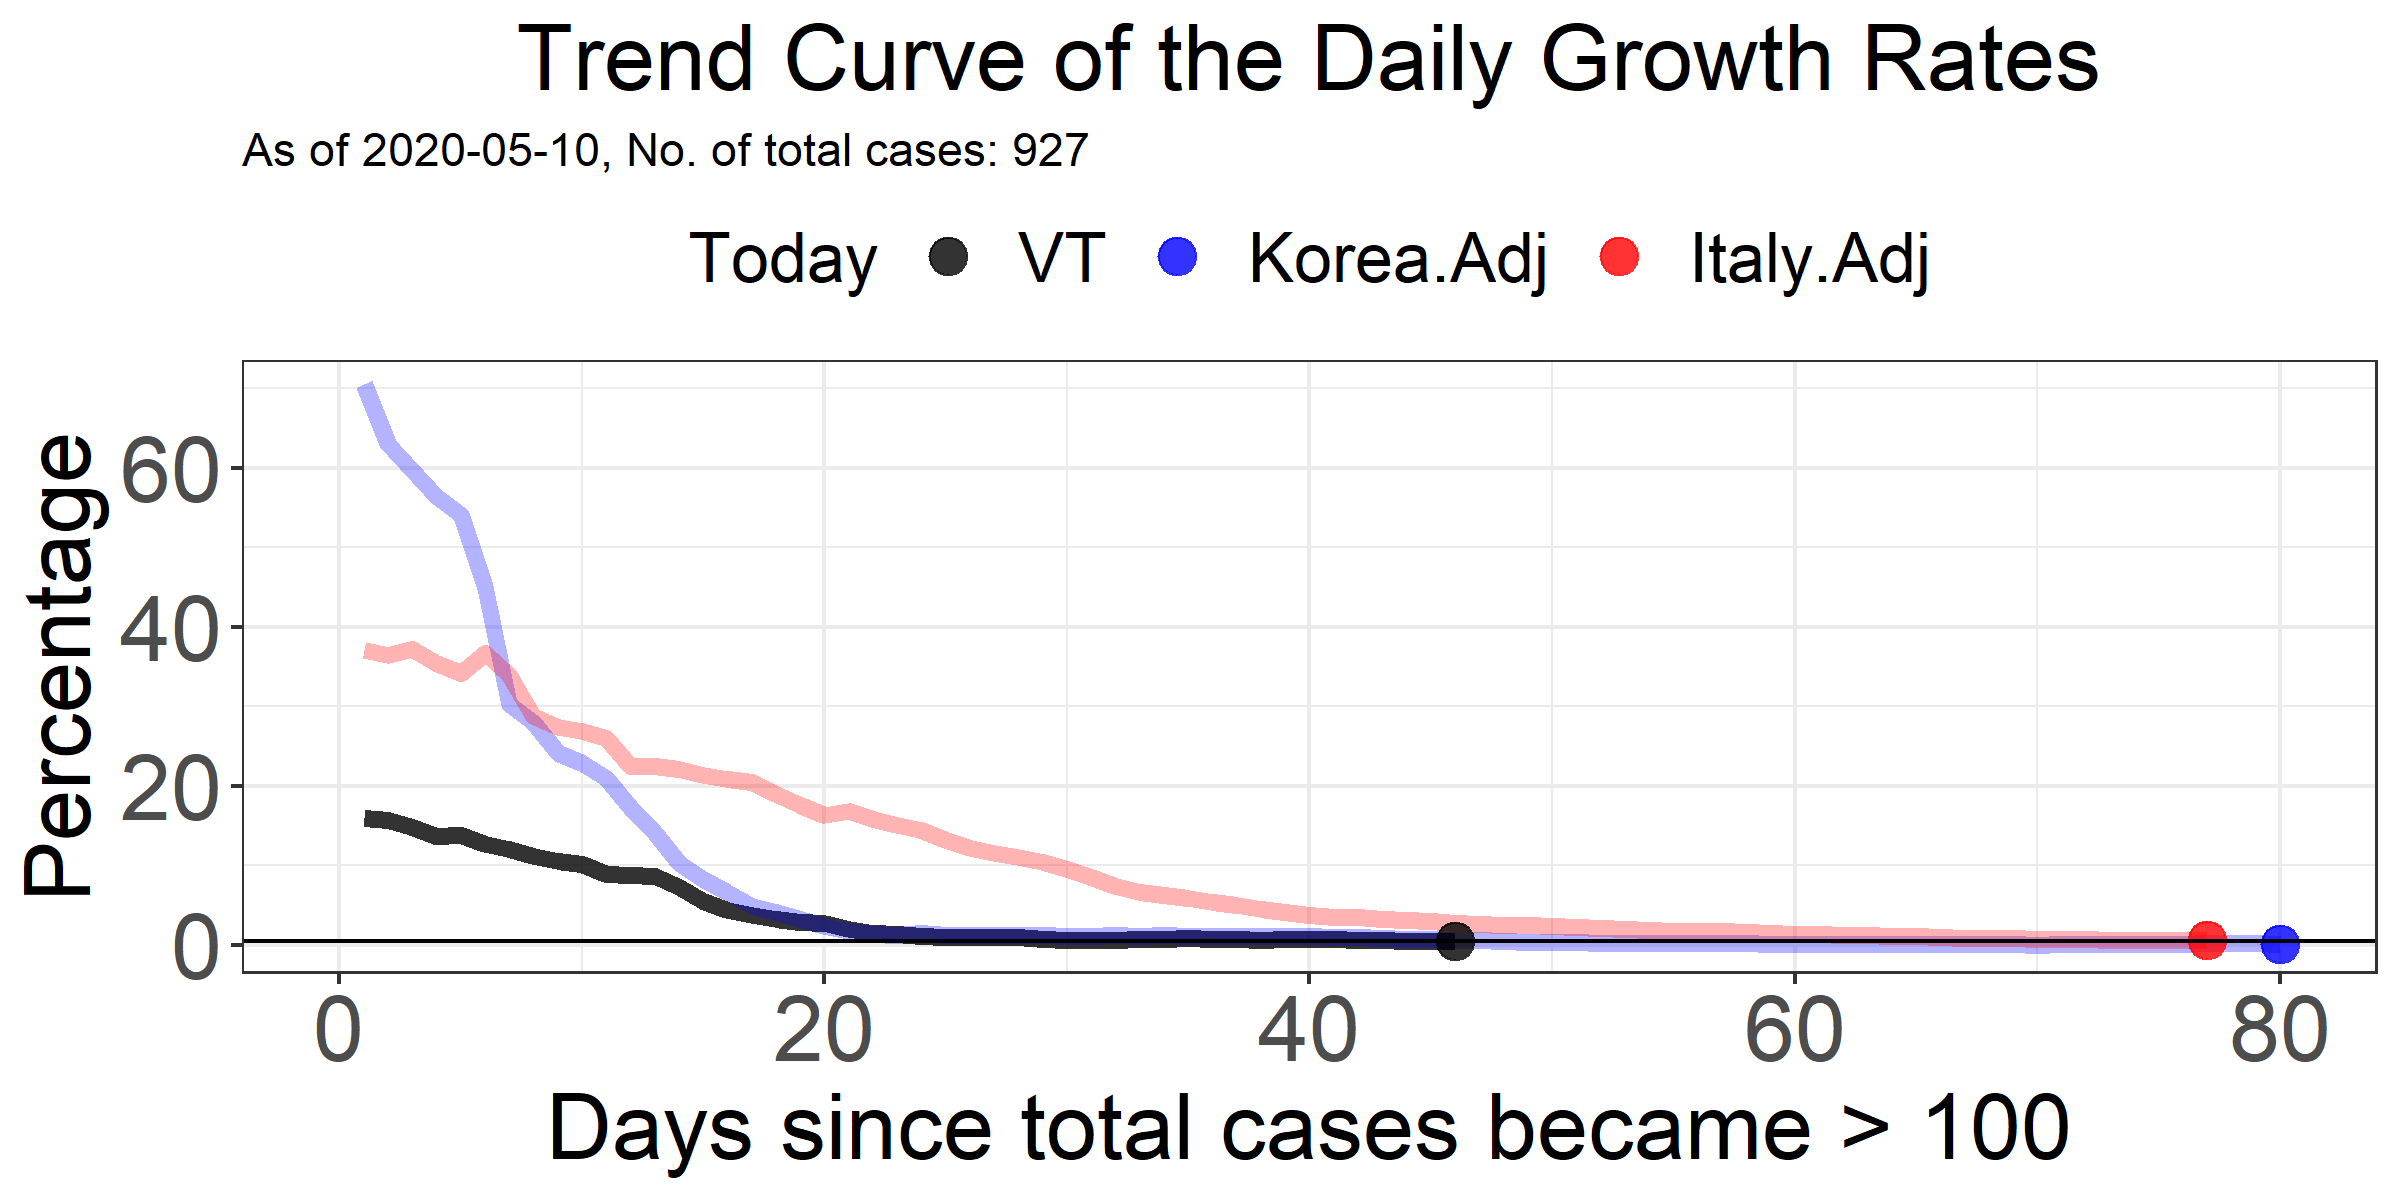 Trend Curve of the Daily Growth Rates
As of 2020-05-10, No. of total cases: 927
Today VT Korea.Adj Italy.Adj
Percentage
60
40
20
0
0 20 40 60 80
Days since total cases became > 100